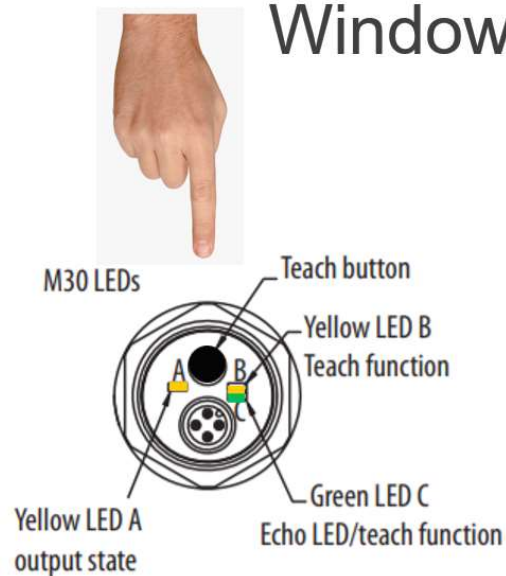 Window
M30 LEDs
Teach button
Yellow LED B
Teach function
A
B
C
Green LED C
Echo LED/teach function
Yellow LED A
output state